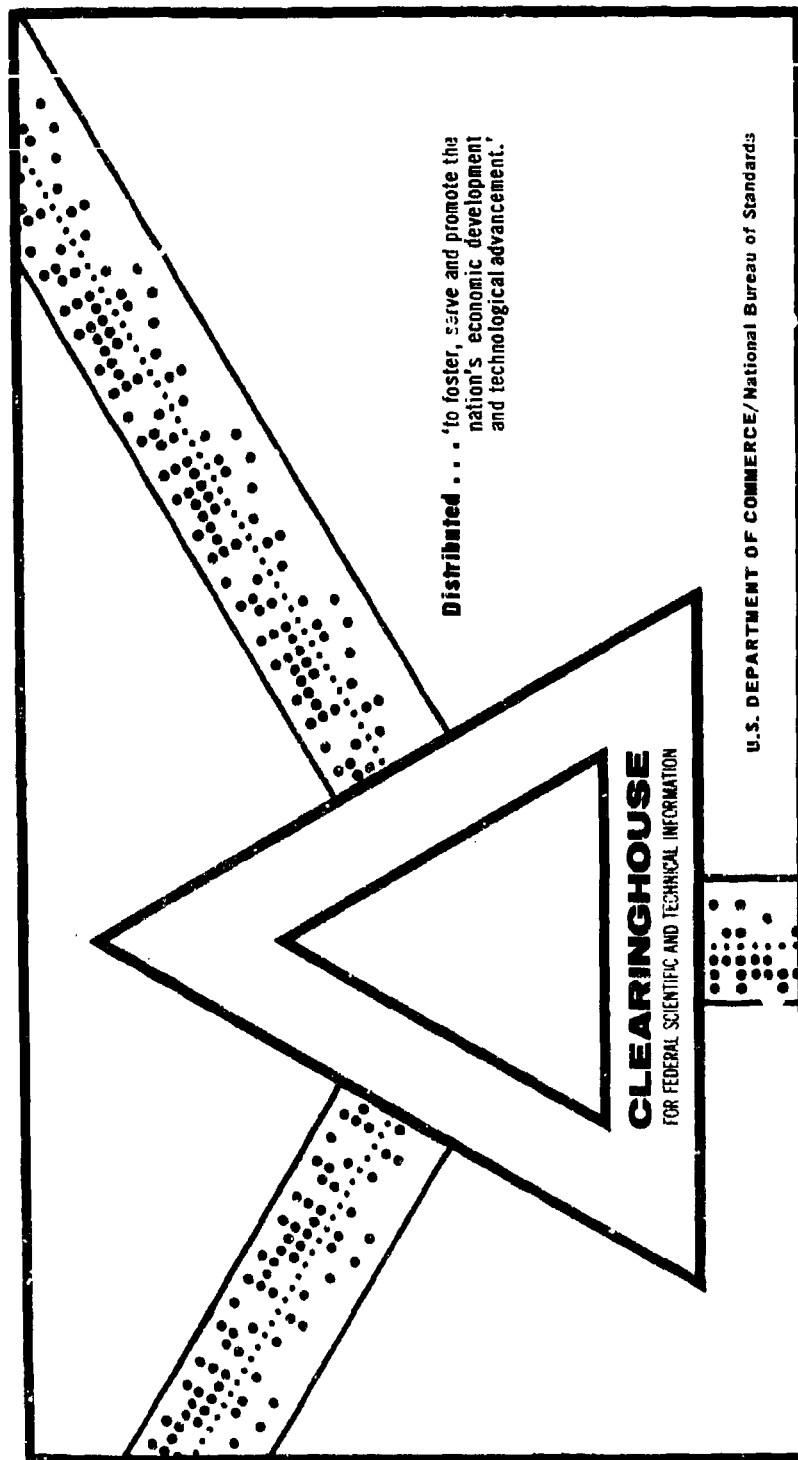 Distributed . . . 'to foster, serve and promote the
nation's economic development
and technological advancement.'
CLEARINGHOUSE
FOR FEDERAL SCIENTIFIC AND TECHNICAL INFORMATION
U.S. DEPARTMENT OF COMMERCE/National Bureau of Standards